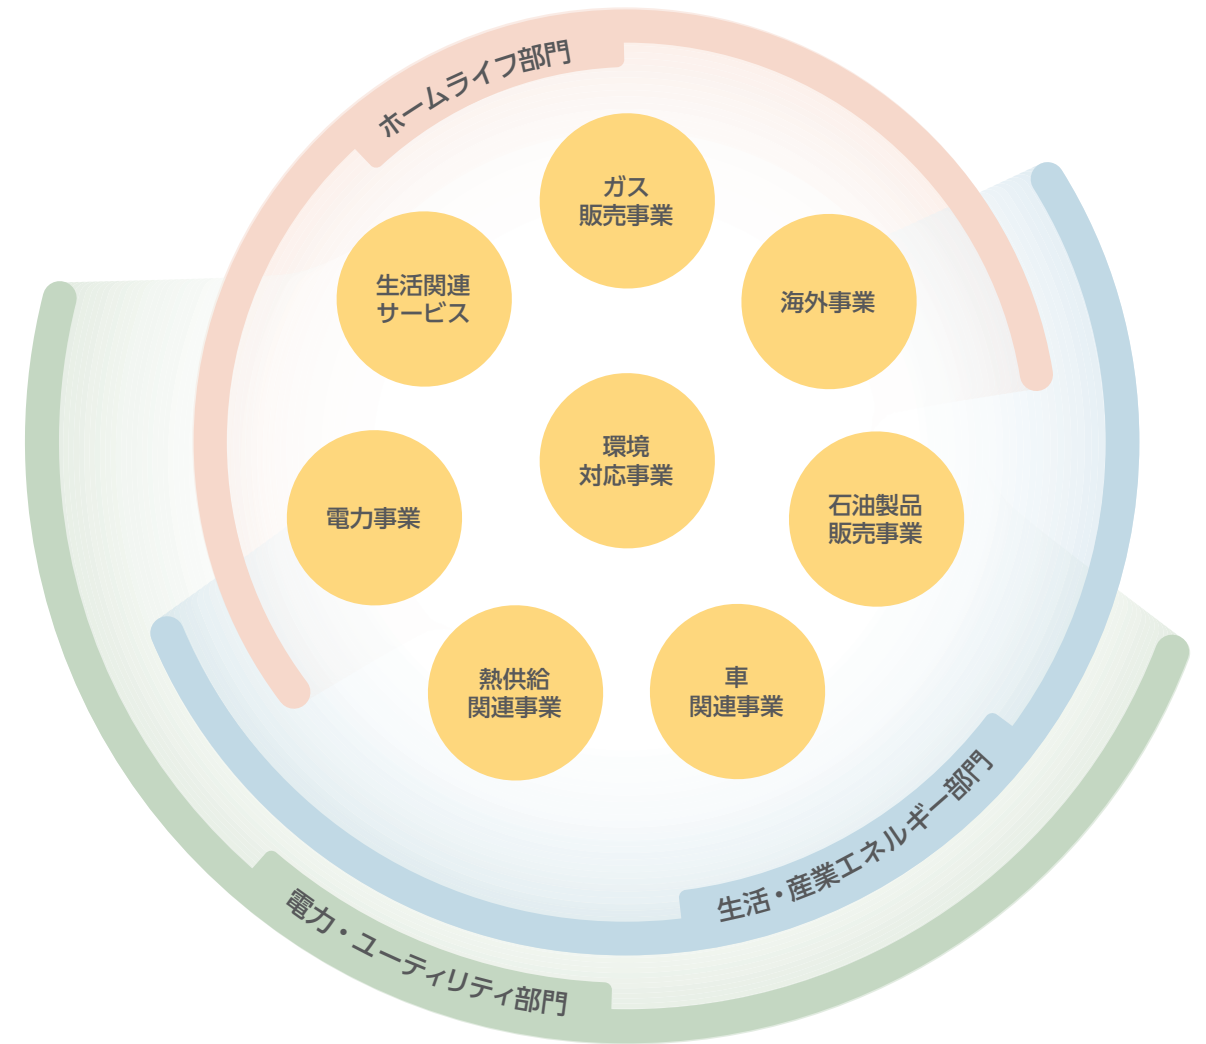 ホームライフ部門
ガス
販売事業
生活関連
サービス
海外事業
環境
対応事業
電力事業
石油製品
販売事業
熱供給
関連事業
車
関連事業
生活・産業エネルギー部門
電力・ユーティリティ部門